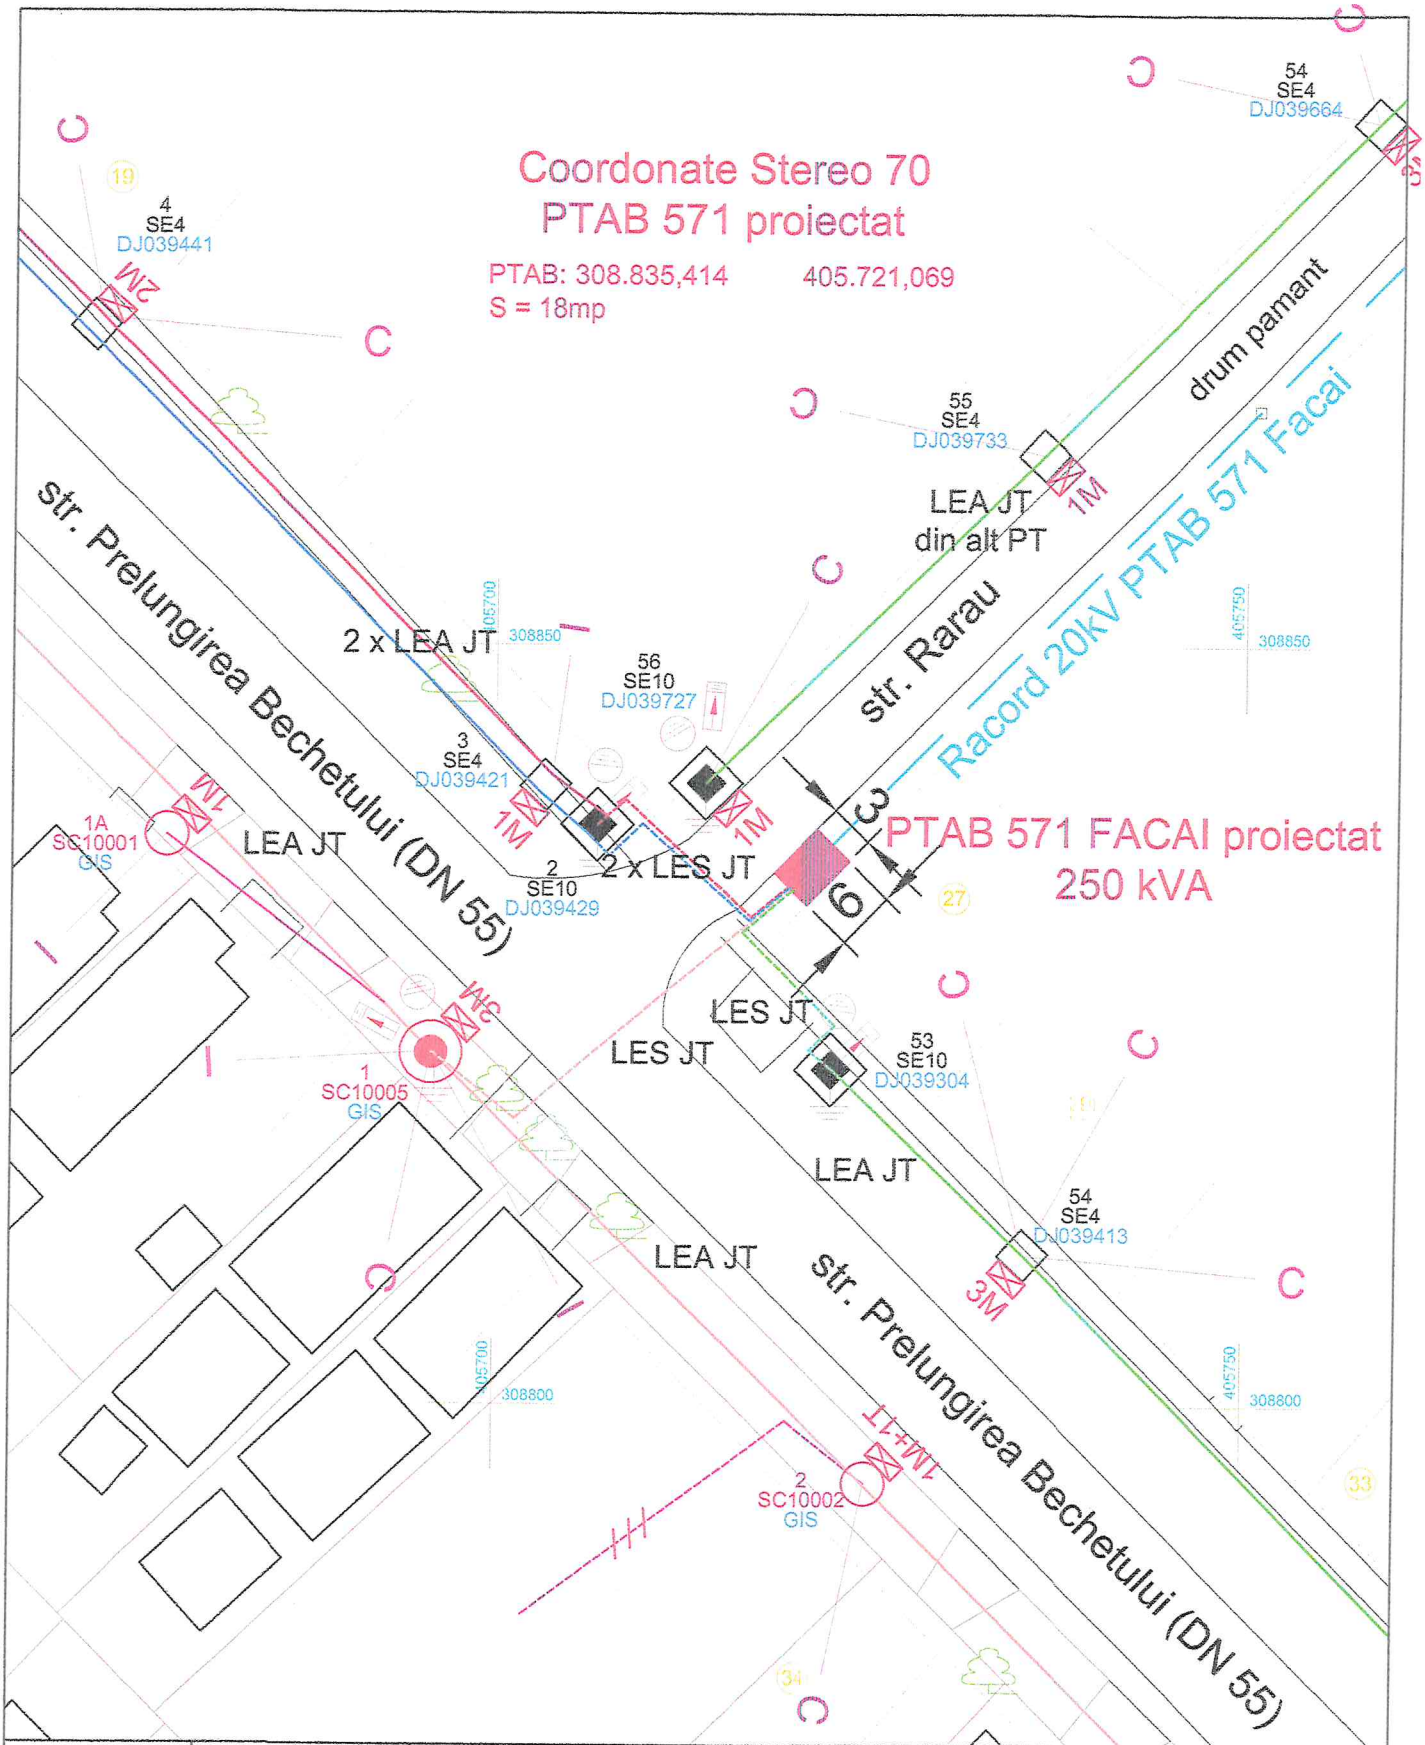 C
C
54
SE4
DJ039664
3M
C
19
4
SE4
DJ039441
2M
C
Coordonate Stereo 70
PTAB 571 proiectat
PTAB: 308.835,414 405.721,069
S = 18mp
drum pamant
C
55
SE4
DJ039733
1M
LEA JT
din alt PT
Racord 20kV PTAB 571 Facai
str. Rarau
C
str. Prelungirea Bechetului (DN 55)
405700
308850
405750
308850
2 x LEA JT
I
56
SE10
DJ039727
3
SE4
DJ039421
1M
1M
2
SE10
DJ039429
2 x LES JT
3
6
PTAB 571 FACAI proiectat
250 kVA
27
1A
SC10001
GIS
1M
LEA JT
I
I
3M
1
SC10005
GIS
LES JT
LES JT
C
C
53
SE10
DJ039304
LEA JT
54
SE4
DJ039413
3M
C
LEA JT
C
I
str. Prelungirea Bechetului (DN 55)
405700
308800
405750
308800
1M+1T
2
SC10002
GIS
33
34
C